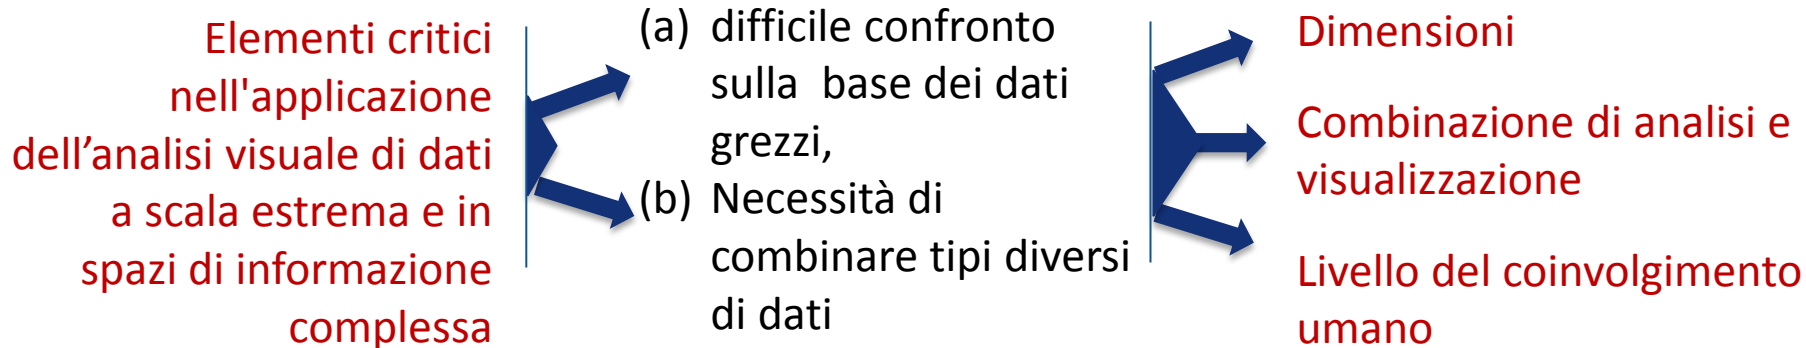 Elementi critici
nell'applicazione
dell’analisi visuale di dati
a scala estrema e in
spazi di informazione
complessa
(a) difficile confronto
sulla base dei dati
grezzi,
(b) Necessità di
combinare tipi diversi
di dati
Dimensioni
Combinazione di analisi e
visualizzazione
Livello del coinvolgimento
umano